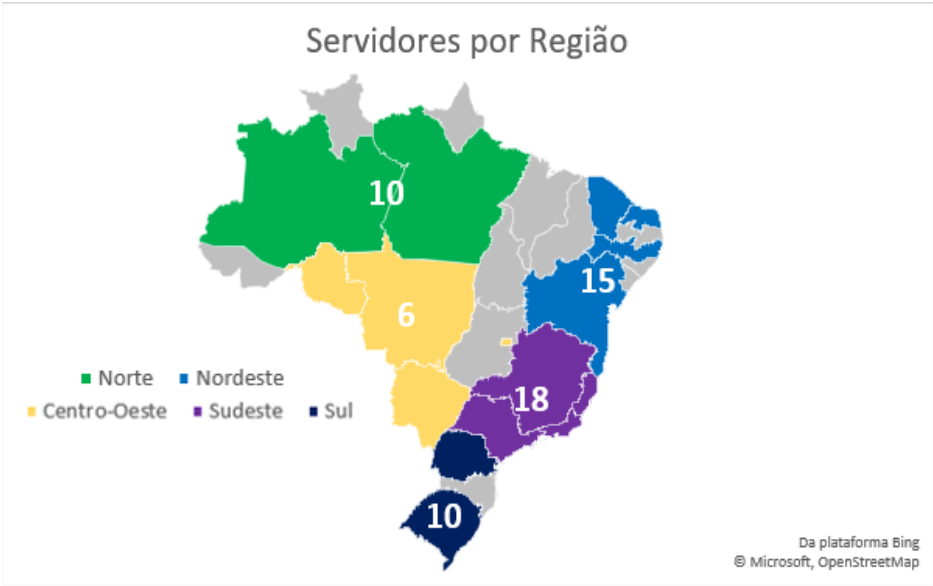 Servidores por Região
10
15
6
Norte Nordeste
18
Centro-Oeste Sudeste Sul
10
Da plataforma Bing
© Microsoft, OpenStreetMap